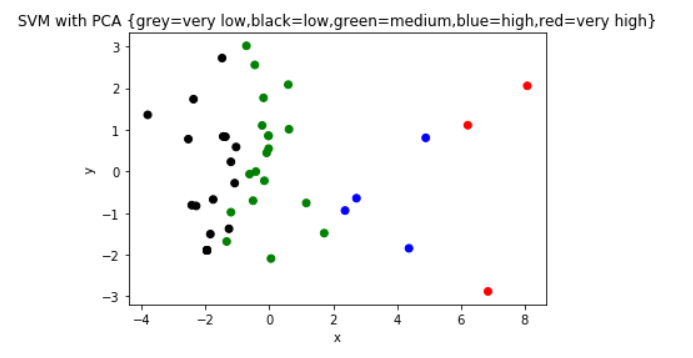 SVM with PCA {grey=very low,black=low,green=medium,blue=high,red=very high}
3
2
1
0
−1
−2
−3
y
−4 −2 0 2 4 6 8
x